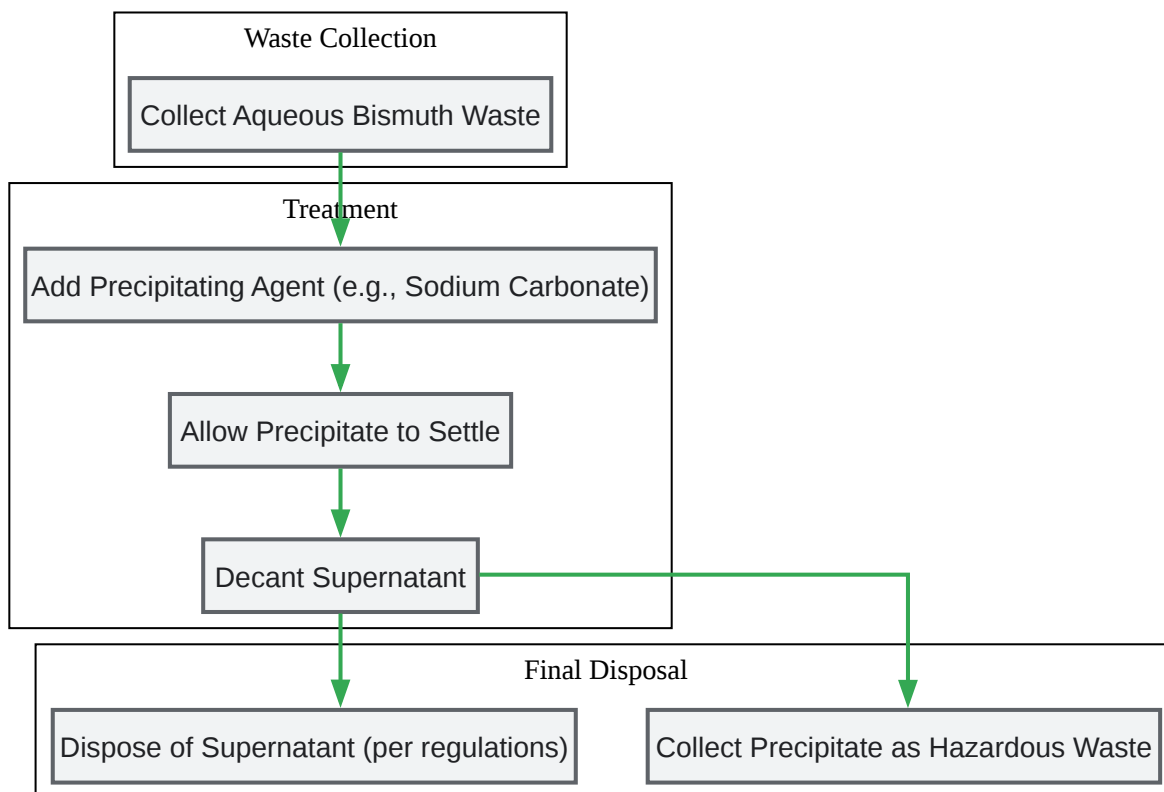 Waste Collection
Collect Aqueous Bismuth Waste
Treatment
Add Precipitating Agent (e.g., Sodium Carbonate)
Allow Precipitate to Settle
Decant Supernatant
Final Disposal
Dispose of Supernatant (per regulations)
Collect Precipitate as Hazardous Waste